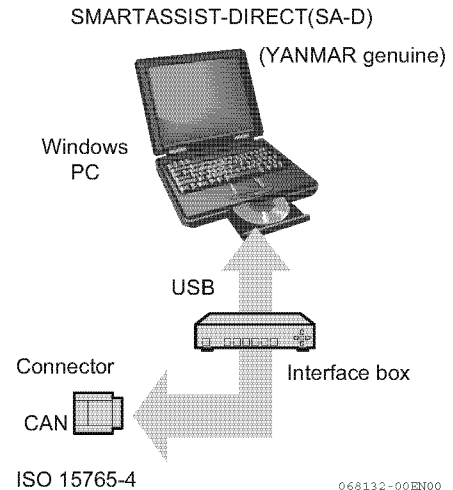 SMARTASSIST-DIRECT(SA-D)
(YANMAR genuine)
Windows
PC
USB
Interface box
Connector
CAN
ISO 15765-4
068132-00EN00